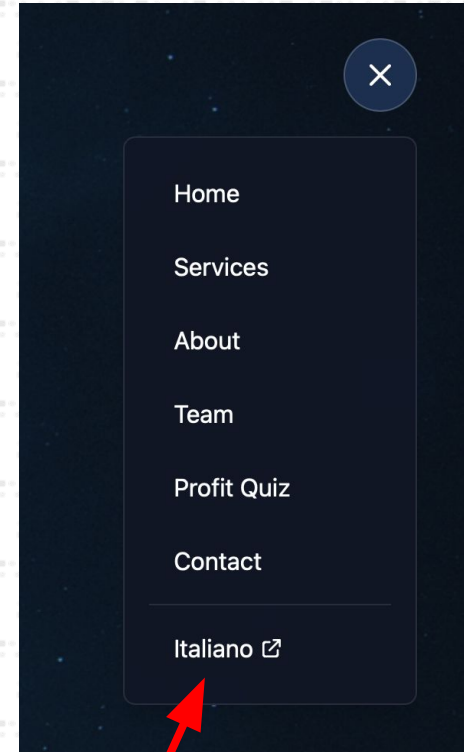 Home
Services
About
Team
Profit Quiz
Contact
Italiano